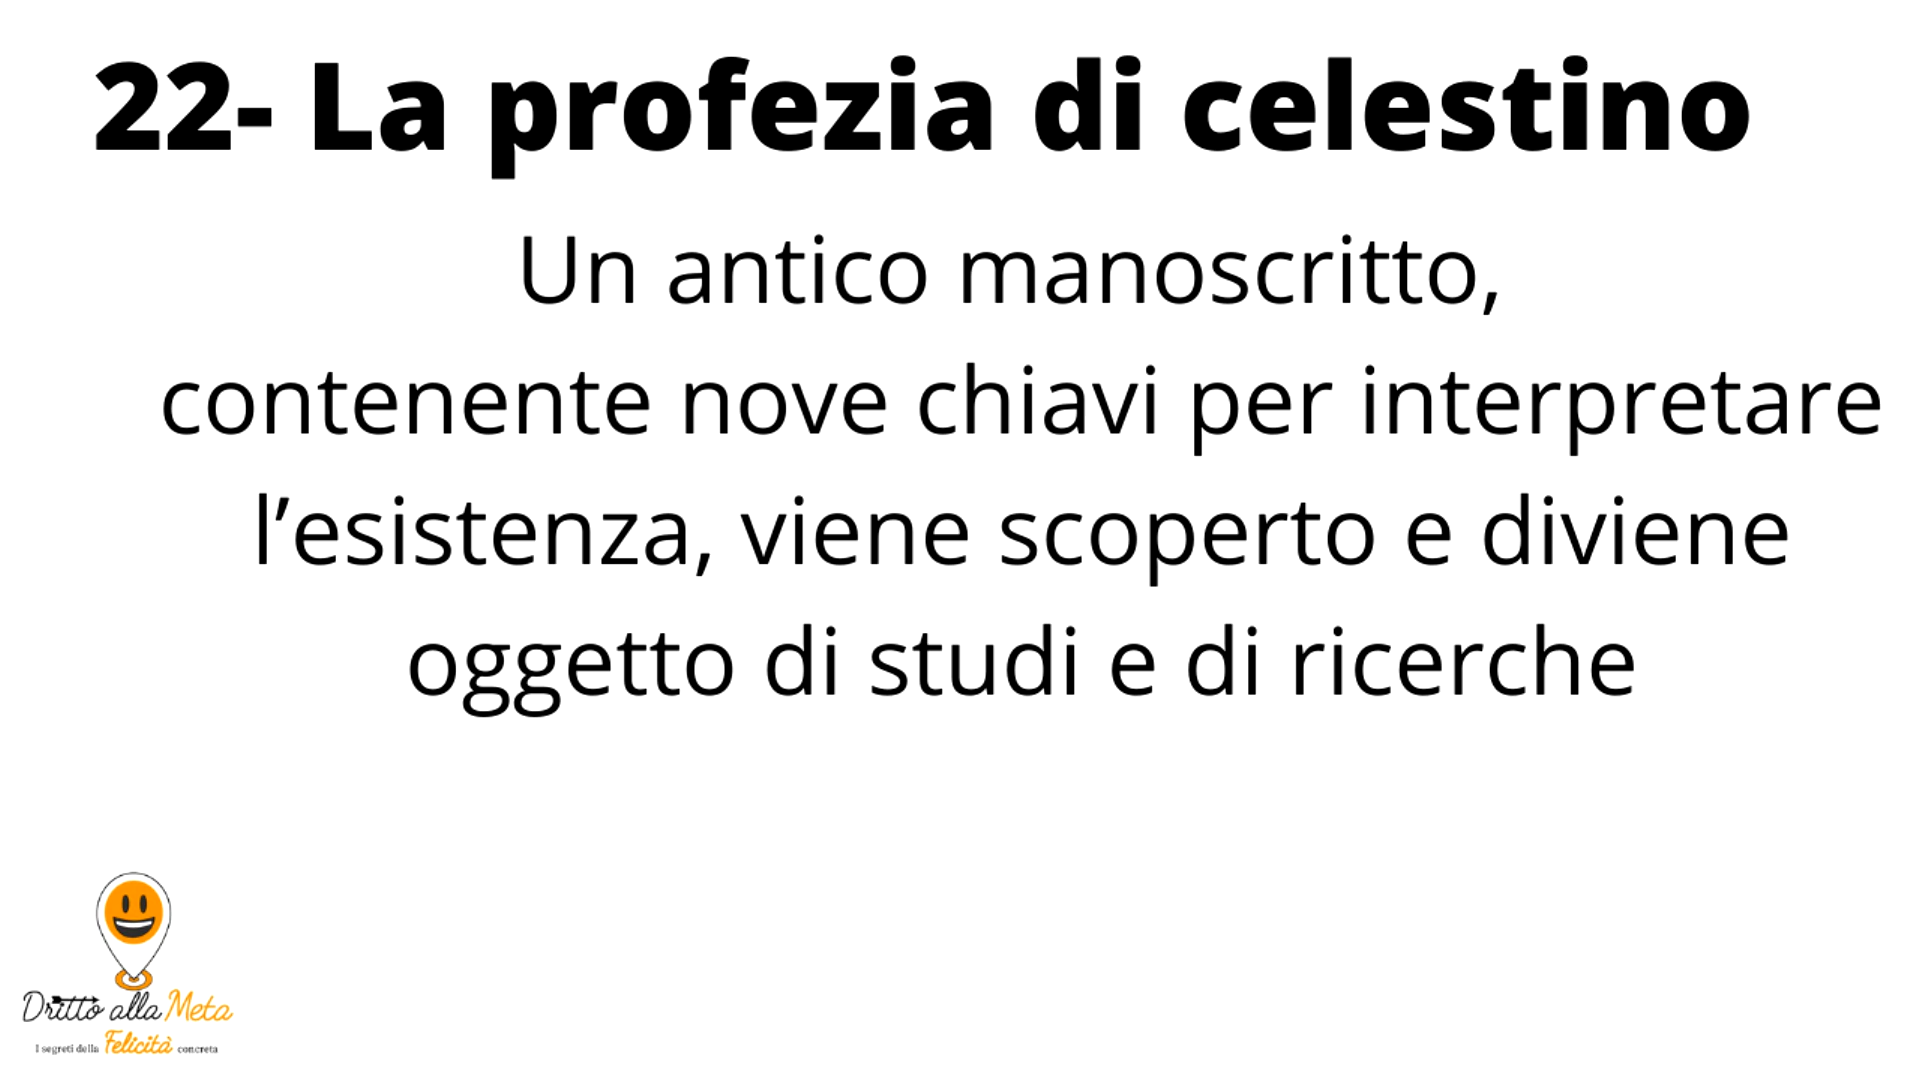 22- La profezia di celestino
Un antico manoscritto,
contenente nove chiavi per interpretare
l’esistenza, viene scoperto e diviene
oggetto di studi e di ricerche
Dritto alla Meta
I segreti della Felicità concreta